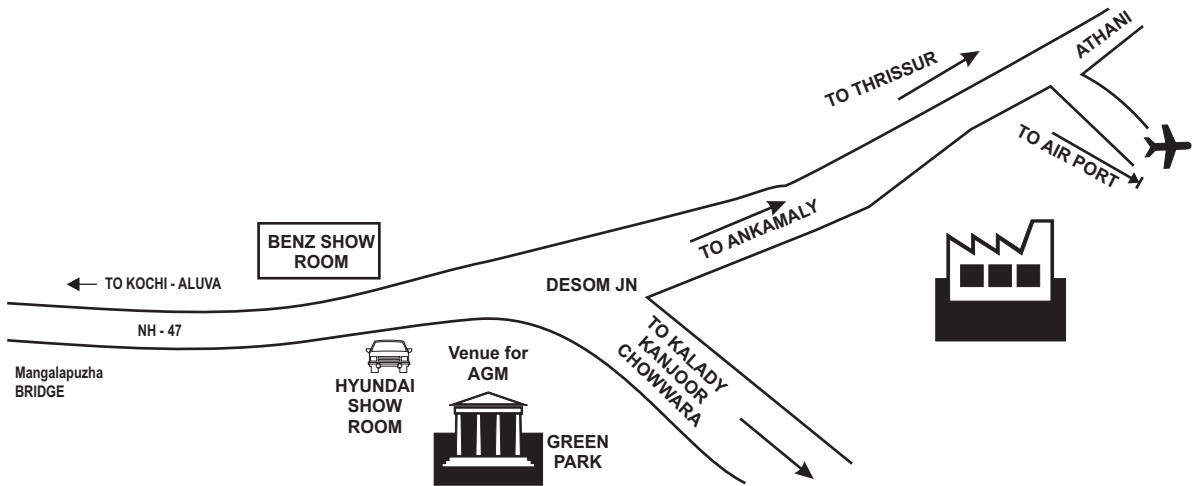 ATHANI
TO THRISSUR
TO AIR PORT
TO ANKAMALY
BENZ SHOW
ROOM
TO KOCHI - ALUVA
DESOM JN
NH - 47
TO KALADY
KANJOOR
CHOWWARA
Mangalapuzha
BRIDGE
HYUNDAI
SHOW
ROOM
Venue for
AGM
GREEN
PARK